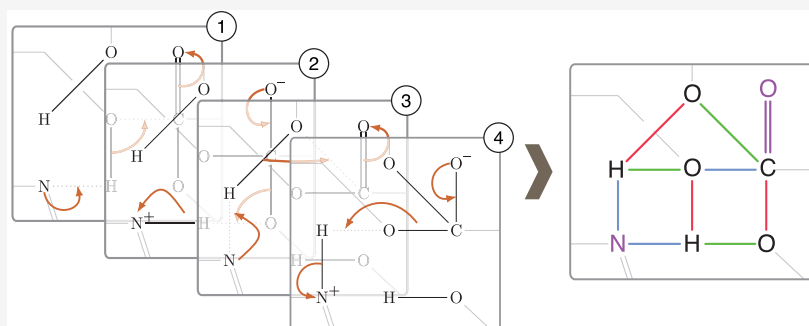 1
2
3
4
O O
O O⁻ O
H O C O O O⁻ O C
H H O C O O C
N H O H H O C H O C
N⁺ H O
N H O N H O
N⁺ H O